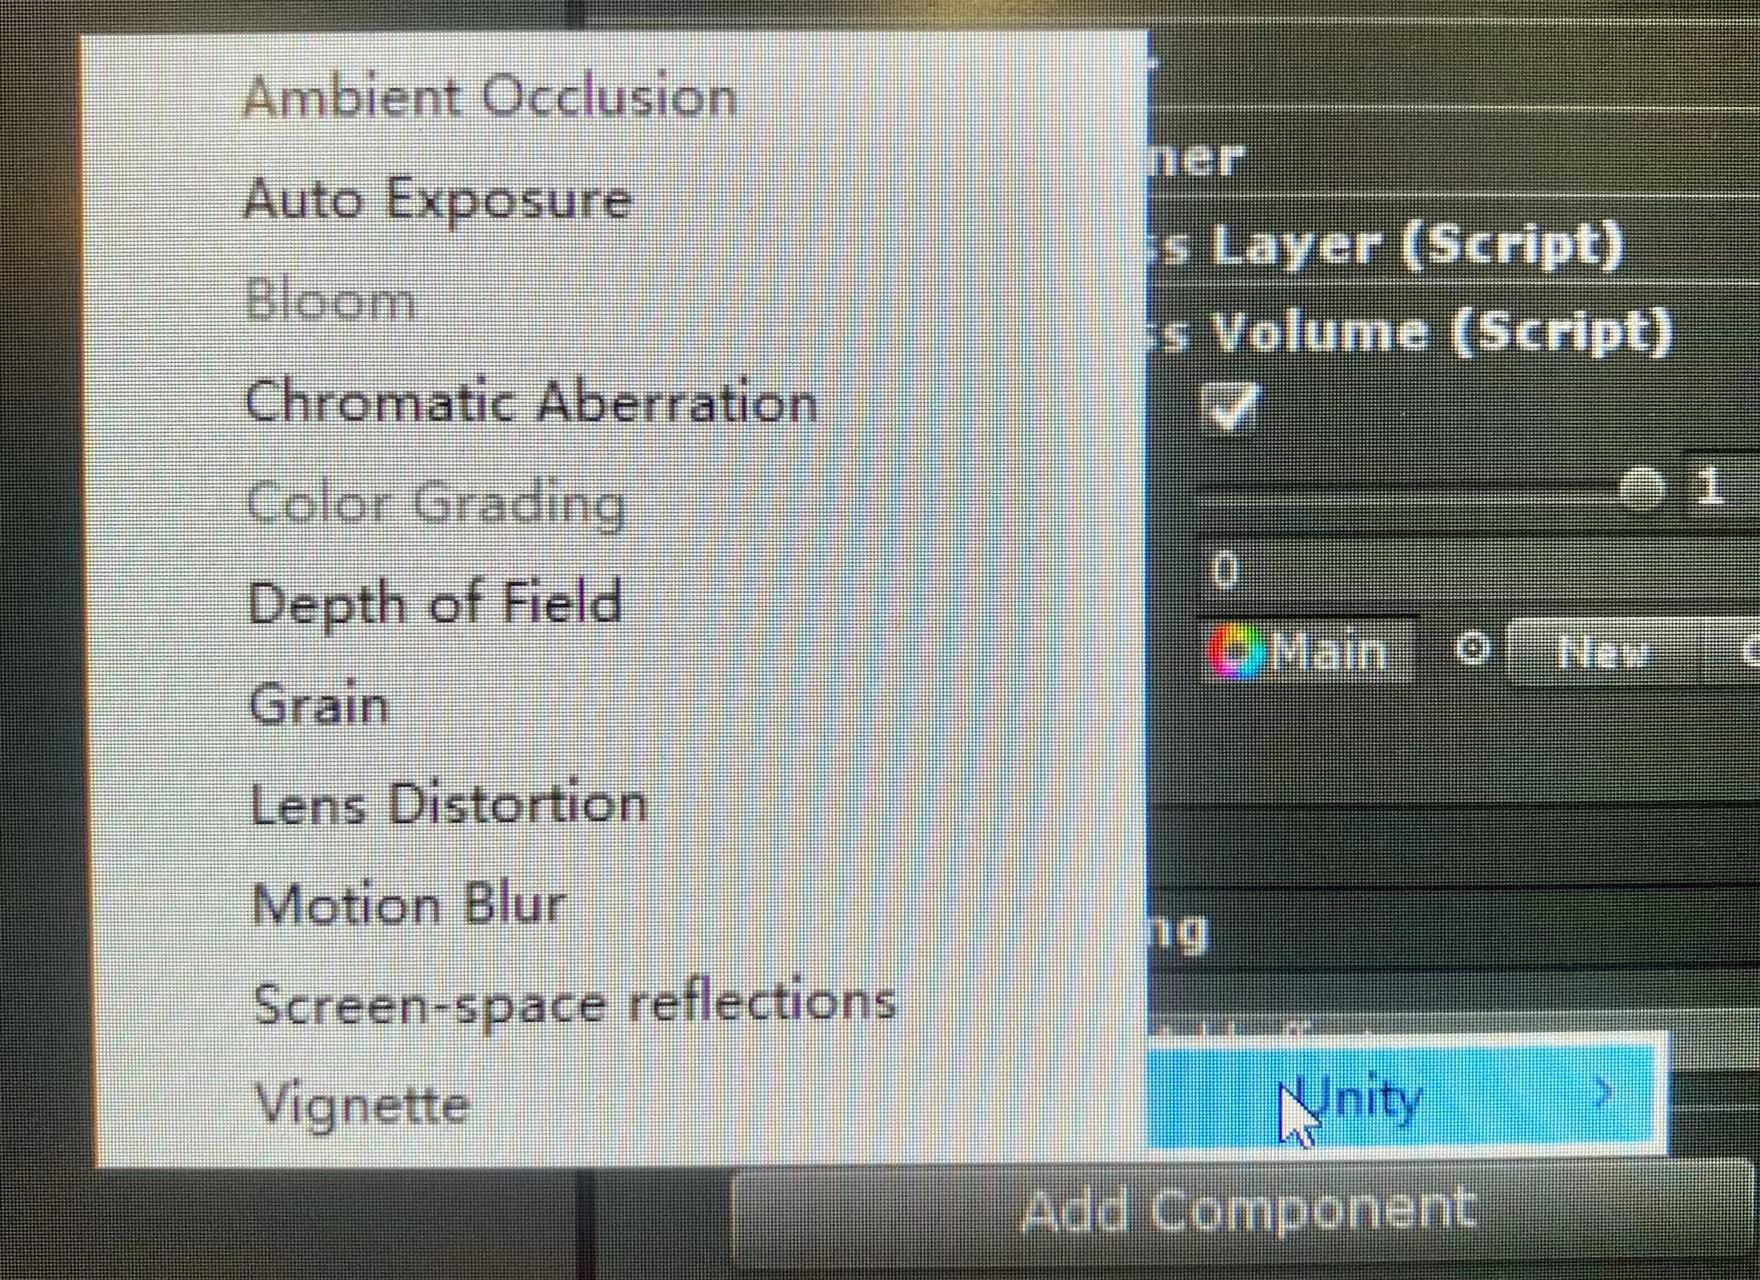 Ambient Occlusion
Auto Exposure
Bloom
Chromatic Aberration
Color Grading
Depth of Field
Grain
Lens Distortion
Motion Blur
Screen-space reflections
Vignette
ner
s Layer (Script)
s Volume (Script)
1
0
Main New
ng
Unity
Add Component